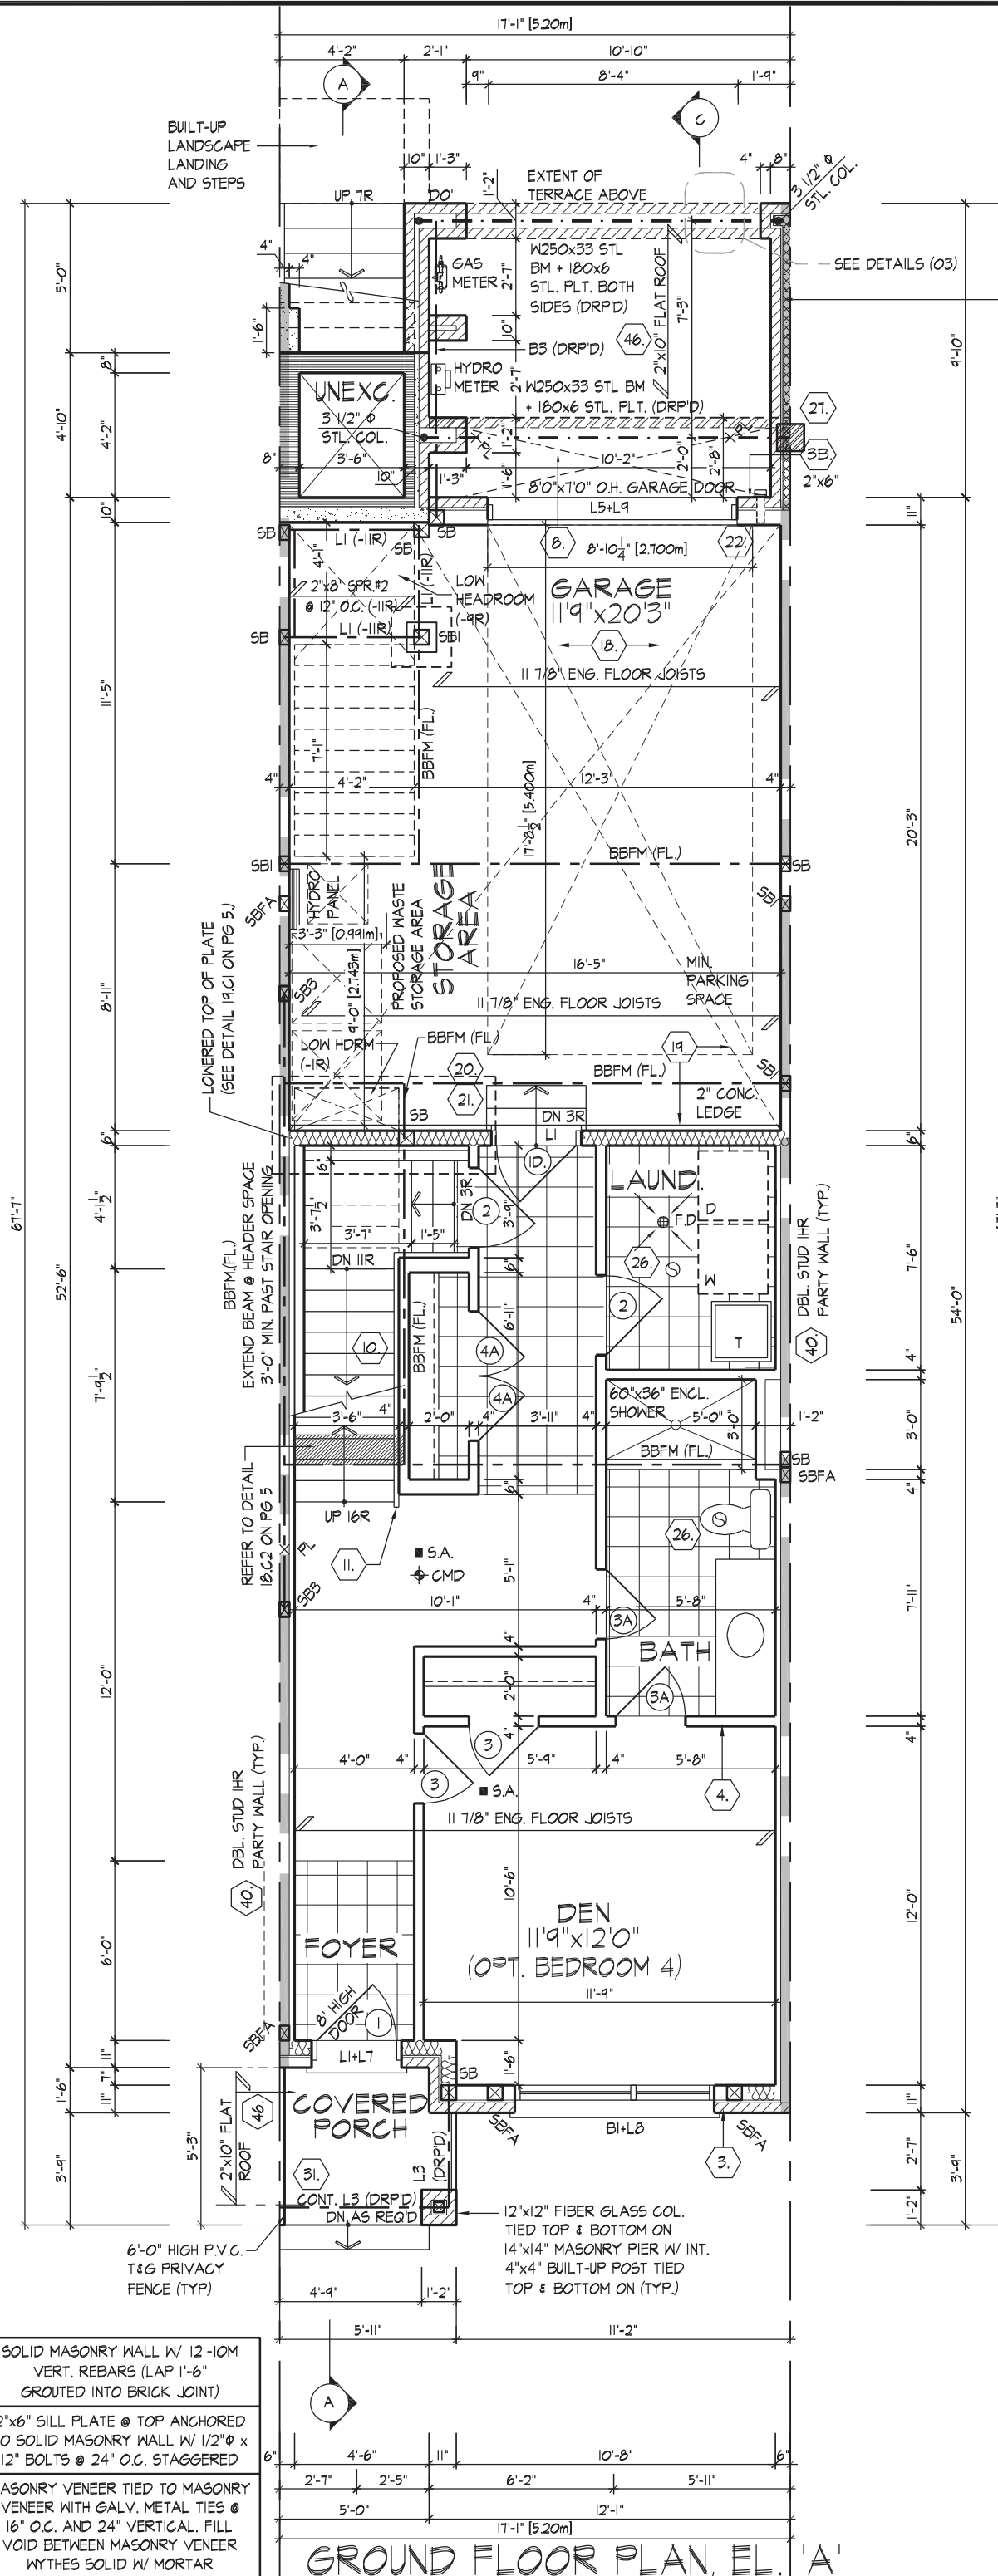 17'-1" [5.20m]
4'-2"
2'-1"
10'-10"
9"
8'-4"
1'-9"
A
C
BUILT-UP
LANDSCAPE
LANDING
AND STEPS
10"
1'-3"
4"
8"
3 1/2" Φ
STL. COL.
UP 7R
DO'
1'-2"
EXTENT OF
TERRACE ABOVE
4"
4"
GAS
METER
2'-7"
W250x33 STL
BM + 180x6
STL. PLT. BOTH
SIDES (DRP'D)
2"x10" FLAT ROOF
7'-3"
SEE DETAILS (03)
5'-0"
1'-6"
10"
B3 (DRP'D)
46.
9'-10"
8"
HYDRO
METER
2'-7"
W250x33 STL BM
+ 180x6 STL. PLT. (DRP'D)
UNEXC.
3 1/2" Φ
STL. COL.
27.
4'-10"
4'-2"
PL
1'-2"
PL
8"
3'-6"
10"
1'-3"
1'-6"
10'-2"
2'-0"
2'-8"
3B.
2"x6"
8'0"x7'0" O.H. GARAGE DOOR
10"
L5+L9
11"
SB
L1 (-11R)
SB
SB
8.
8'-10¼" [2.700m]
22.
4'-1"
L1 (-11R)
2"x8" SPR.#2
@ 12" O.C. (-11R)
LOW
HEADROOM
(-9R)
GARAGE
11'9"x20'3"
SB
L1 (-11R)
SB1
18.
11 7/8" ENG. FLOOR JOISTS
11'-5"
7'-1"
BBFM (FL.)
4"
4'-2"
17'-8½" [5.400m]
12'-3"
4"
20'-3"
SB1
BBFM (FL.)
SB
SBFA
HYDRO
PANEL
SB1
3'-3" [0.991m]
PROPOSED WASTE
STORAGE AREA
STORAGE
AREA
16'-5"
MIN.
PARKING
SPACE
LOWERED TOP OF PLATE
(SEE DETAIL 19.C1 ON PG 5.)
8'-11"
SB3
9'-0" [2.743m]
11 7/8" ENG. FLOOR JOISTS
LOW HDRM
(-1R)
BBFM (FL.)
19.
20.
BBFM (FL.)
SB1
21.
2" CONC.
LEDGE
SB
DN 3R
L1
6"
6"
1D.
67'-7"
52'-6"
4'-1½"
BBFM.(FL.)
EXTEND BEAM @ HEADER SPACE
3'-0" MIN. PAST STAIR OPENING
6"
3'-7½"
3'-7"
1'-5"
DN 3R
2
3'-9"
LAUND.
F.D
D
DBL. STUD 1HR
PARTY WALL (TYP.)
7'-6"
54'-0"
DN 11R
6"
26.
W
2
40.
T
7'-9½"
10.
BBFM (FL.)
6'-11"
4A
4A
4"
3'-6"
4"
2'-0"
4"
3'-11"
4"
60"x36" ENCL.
SHOWER
5'-0"
3'-0"
1'-2"
3'-0"
BBFM (FL.)
SB
SBFA
4"
REFER TO DETAIL
18.C2 ON PG 5
6"
UP 16R
26.
PL
11.
S.A.
CMD
5'-1"
SB3
10'-1"
4"
5'-8"
3A
7'-11"
BATH
4"
2'-0"
3A
12'-0"
4"
3
4"
DBL. STUD 1HR
PARTY WALL (TYP.)
4'-0"
4"
5'-9"
4"
5'-8"
3
S.A.
4.
11 7/8" ENG. FLOOR JOISTS
40.
10'-6"
DEN
11'9"x12'0"
(OPT. BEDROOM 4)
12'-0"
FOYER
6'-0"
11'-9"
8' HIGH
DOOR
1
SBFA
11"
L1+L7
1'-6"
SB
1'-6"
7"
11"
11"
COVERED
PORCH
46.
SBFA
B1+L8
SBFA
5'-3"
2"x10" FLAT
ROOF
3.
31.
L3
(DRP'D)
3'-9"
2'-7"
3'-9"
CONT. L3 (DRP'D)
DN AS REQ'D
1'-2"
6'-0" HIGH P.V.C.
T&G PRIVACY
FENCE (TYP)
12"x12" FIBER GLASS COL.
TIED TOP & BOTTOM ON
14"x14" MASONRY PIER W/ INT.
4"x4" BUILT-UP POST TIED
TOP & BOTTOM ON (TYP.)
4'-9"
1'-2"
5'-11"
11'-2"
A
SOLID MASONRY WALL W/ 12 -10M
VERT. REBARS (LAP 1'-6"
GROUTED INTO BRICK JOINT)
2"x6" SILL PLATE @ TOP ANCHORED
O SOLID MASONRY WALL W/ 1/2"Φ x
12" BOLTS @ 24" O.C. STAGGERED
ASONRY VENEER TIED TO MASONRY
VENEER WITH GALV. METAL TIES @
16" O.C. AND 24" VERTICAL. FILL
VOID BETWEEN MASONRY VENEER
WYTHES SOLID W/ MORTAR
6"
4'-6"
11"
10'-8"
6"
2'-7"
2'-5"
6'-2"
5'-11"
5'-0"
12'-1"
17'-1" [5.20m]
GROUND FLOOR PLAN, EL. 'A'